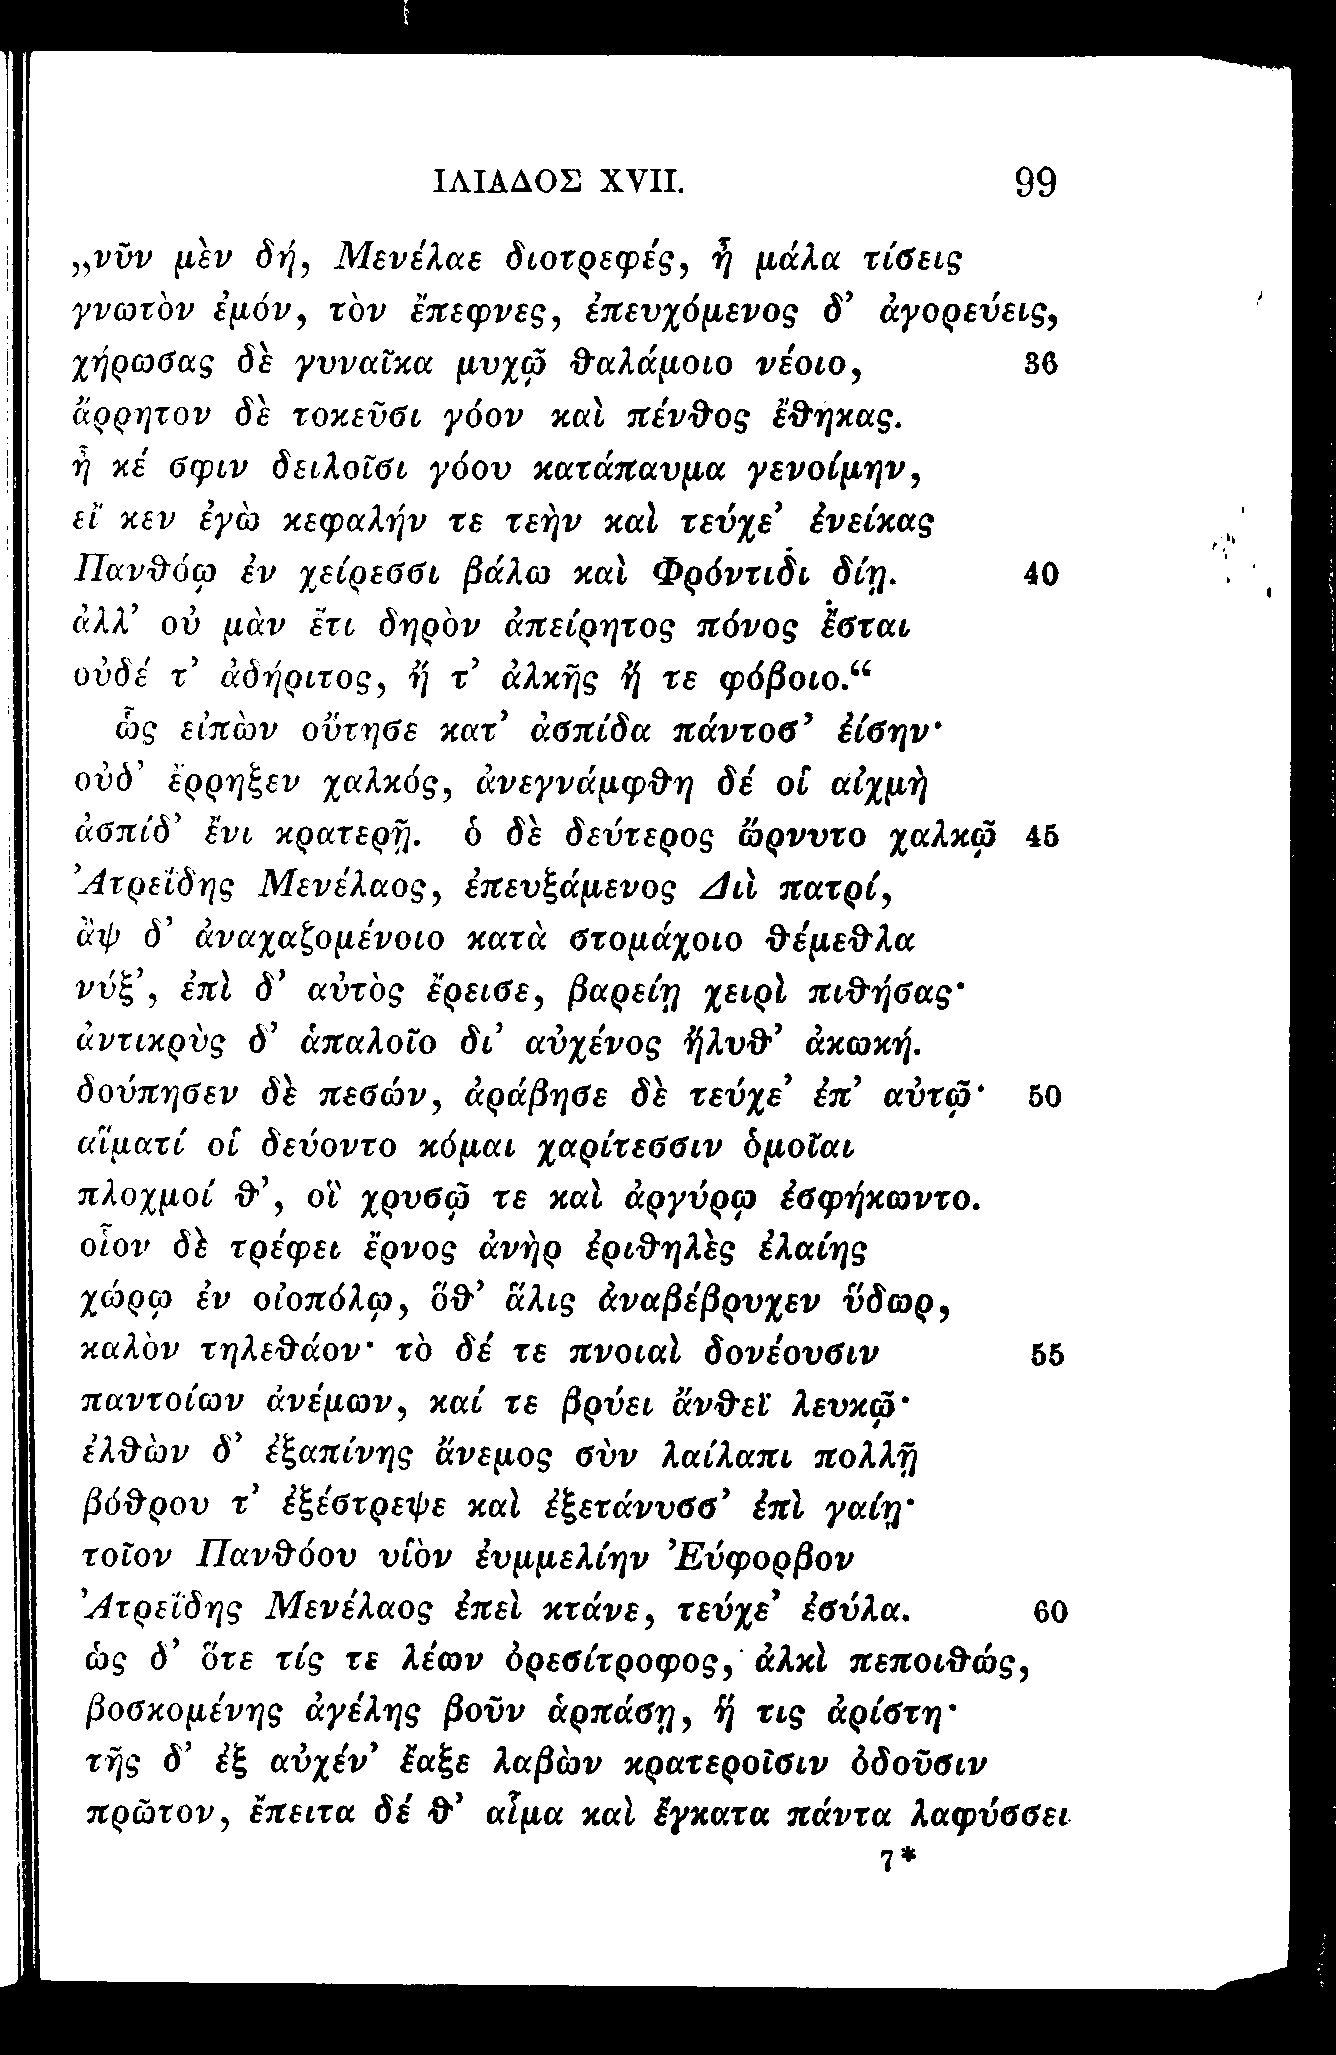 ΙΛΙΑΔΟΣ XVII. 99
„νῦν μὲν δή, Μενέλαε διοτρεφές, ἦ μάλα τίσεις
γνωτὸν ἐμόν, τὸν ἔπεφνες, ἐπευχόμενος δ’ ἀγορεύεις,
χήρωσας δὲ γυναῖκα μυχῷ ϑαλάμοιο νέοιο, 36
ἄρρητον δὲ τοκεῦσι γόον καὶ πένϑος ἔϑηκας.
ἦ κέ σφιν δειλοῖσι γόου κατάπαυμα γενοίμην,
εἴ κεν ἐγὼ κεφαλήν τε τεὴν καὶ τεύχε’ ἐνείκας
Πανϑόῳ ἐν χείρεσσι βάλω καὶ Φρόντιδι δίῃ. 40
ἀλλ’ οὐ μὰν ἔτι δηρὸν ἀπείρητος πόνος ἔσται
οὐδέ τ’ ἀδήριτος, ἤ τ’ ἀλκῆς ἤ τε φόβοιο.“
ὣς εἰπὼν οὔτησε κατ’ ἀσπίδα πάντοσ’ ἐίσην·
οὐδ’ ἔρρηξεν χαλκός, ἀνεγνάμφϑη δέ οἱ αἰχμὴ
ἀσπίδ’ ἔνι κρατερῇ. ὁ δὲ δεύτερος ὤρνυτο χαλκῷ 45
Ἀτρεΐδης Μενέλαος, ἐπευξάμενος Διὶ πατρί,
ἂψ δ’ ἀναχαζομένοιο κατὰ στομάχοιο ϑέμεϑλα
νύξ’, ἐπὶ δ’ αὐτὸς ἔρεισε, βαρείῃ χειρὶ πιϑήσας·
ἀντικρὺς δ’ ἁπαλοῖο δι’ αὐχένος ἤλυϑ’ ἀκωκή.
δούπησεν δὲ πεσών, ἀράβησε δὲ τεύχε’ ἐπ’ αὐτῷ· 50
αἵματί οἱ δεύοντο κόμαι χαρίτεσσιν ὁμοῖαι
πλοχμοί ϑ’, οἳ χρυσῷ τε καὶ ἀργύρῳ ἐσφήκωντο.
οἷον δὲ τρέφει ἔρνος ἀνὴρ ἐριϑηλὲς ἐλαίης
χώρῳ ἐν οἰοπόλῳ, ὅϑ’ ἅλις ἀναβέβρυχεν ὕδωρ,
καλὸν τηλεϑάον· τὸ δέ τε πνοιαὶ δονέουσιν 55
παντοίων ἀνέμων, καί τε βρύει ἄνϑεϊ λευκῷ·
ἐλϑὼν δ’ ἐξαπίνης ἄνεμος σὺν λαίλαπι πολλῇ
βόϑρου τ’ ἐξέστρεψε καὶ ἐξετάνυσσ’ ἐπὶ γαίῃ·
τοῖον Πανϑόου υἱὸν ἐυμμελίην Ἐύφορβον
Ἀτρεΐδης Μενέλαος ἐπεὶ κτάνε, τεύχε’ ἐσύλα. 60
ὡς δ’ ὅτε τίς τε λέων ὀρεσίτροφος, ἀλκὶ πεποιϑώς,
βοσκομένης ἀγέλης βοῦν ἁρπάσῃ, ἥ τις ἀρίστη·
τῆς δ’ ἐξ αὐχέν’ ἔαξε λαβὼν κρατεροῖσιν ὀδοῦσιν
πρῶτον, ἔπειτα δέ ϑ’ αἷμα καὶ ἔγκατα πάντα λαφύσσει
7*